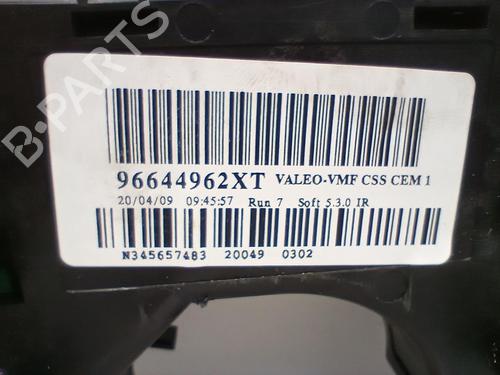 B-PARTS
96644962XT VALEO-VMF CSS CEM 1
20/04/09 09:45:57 Run 7 Soft 5.3.0 IR
N345657483 20049 0302